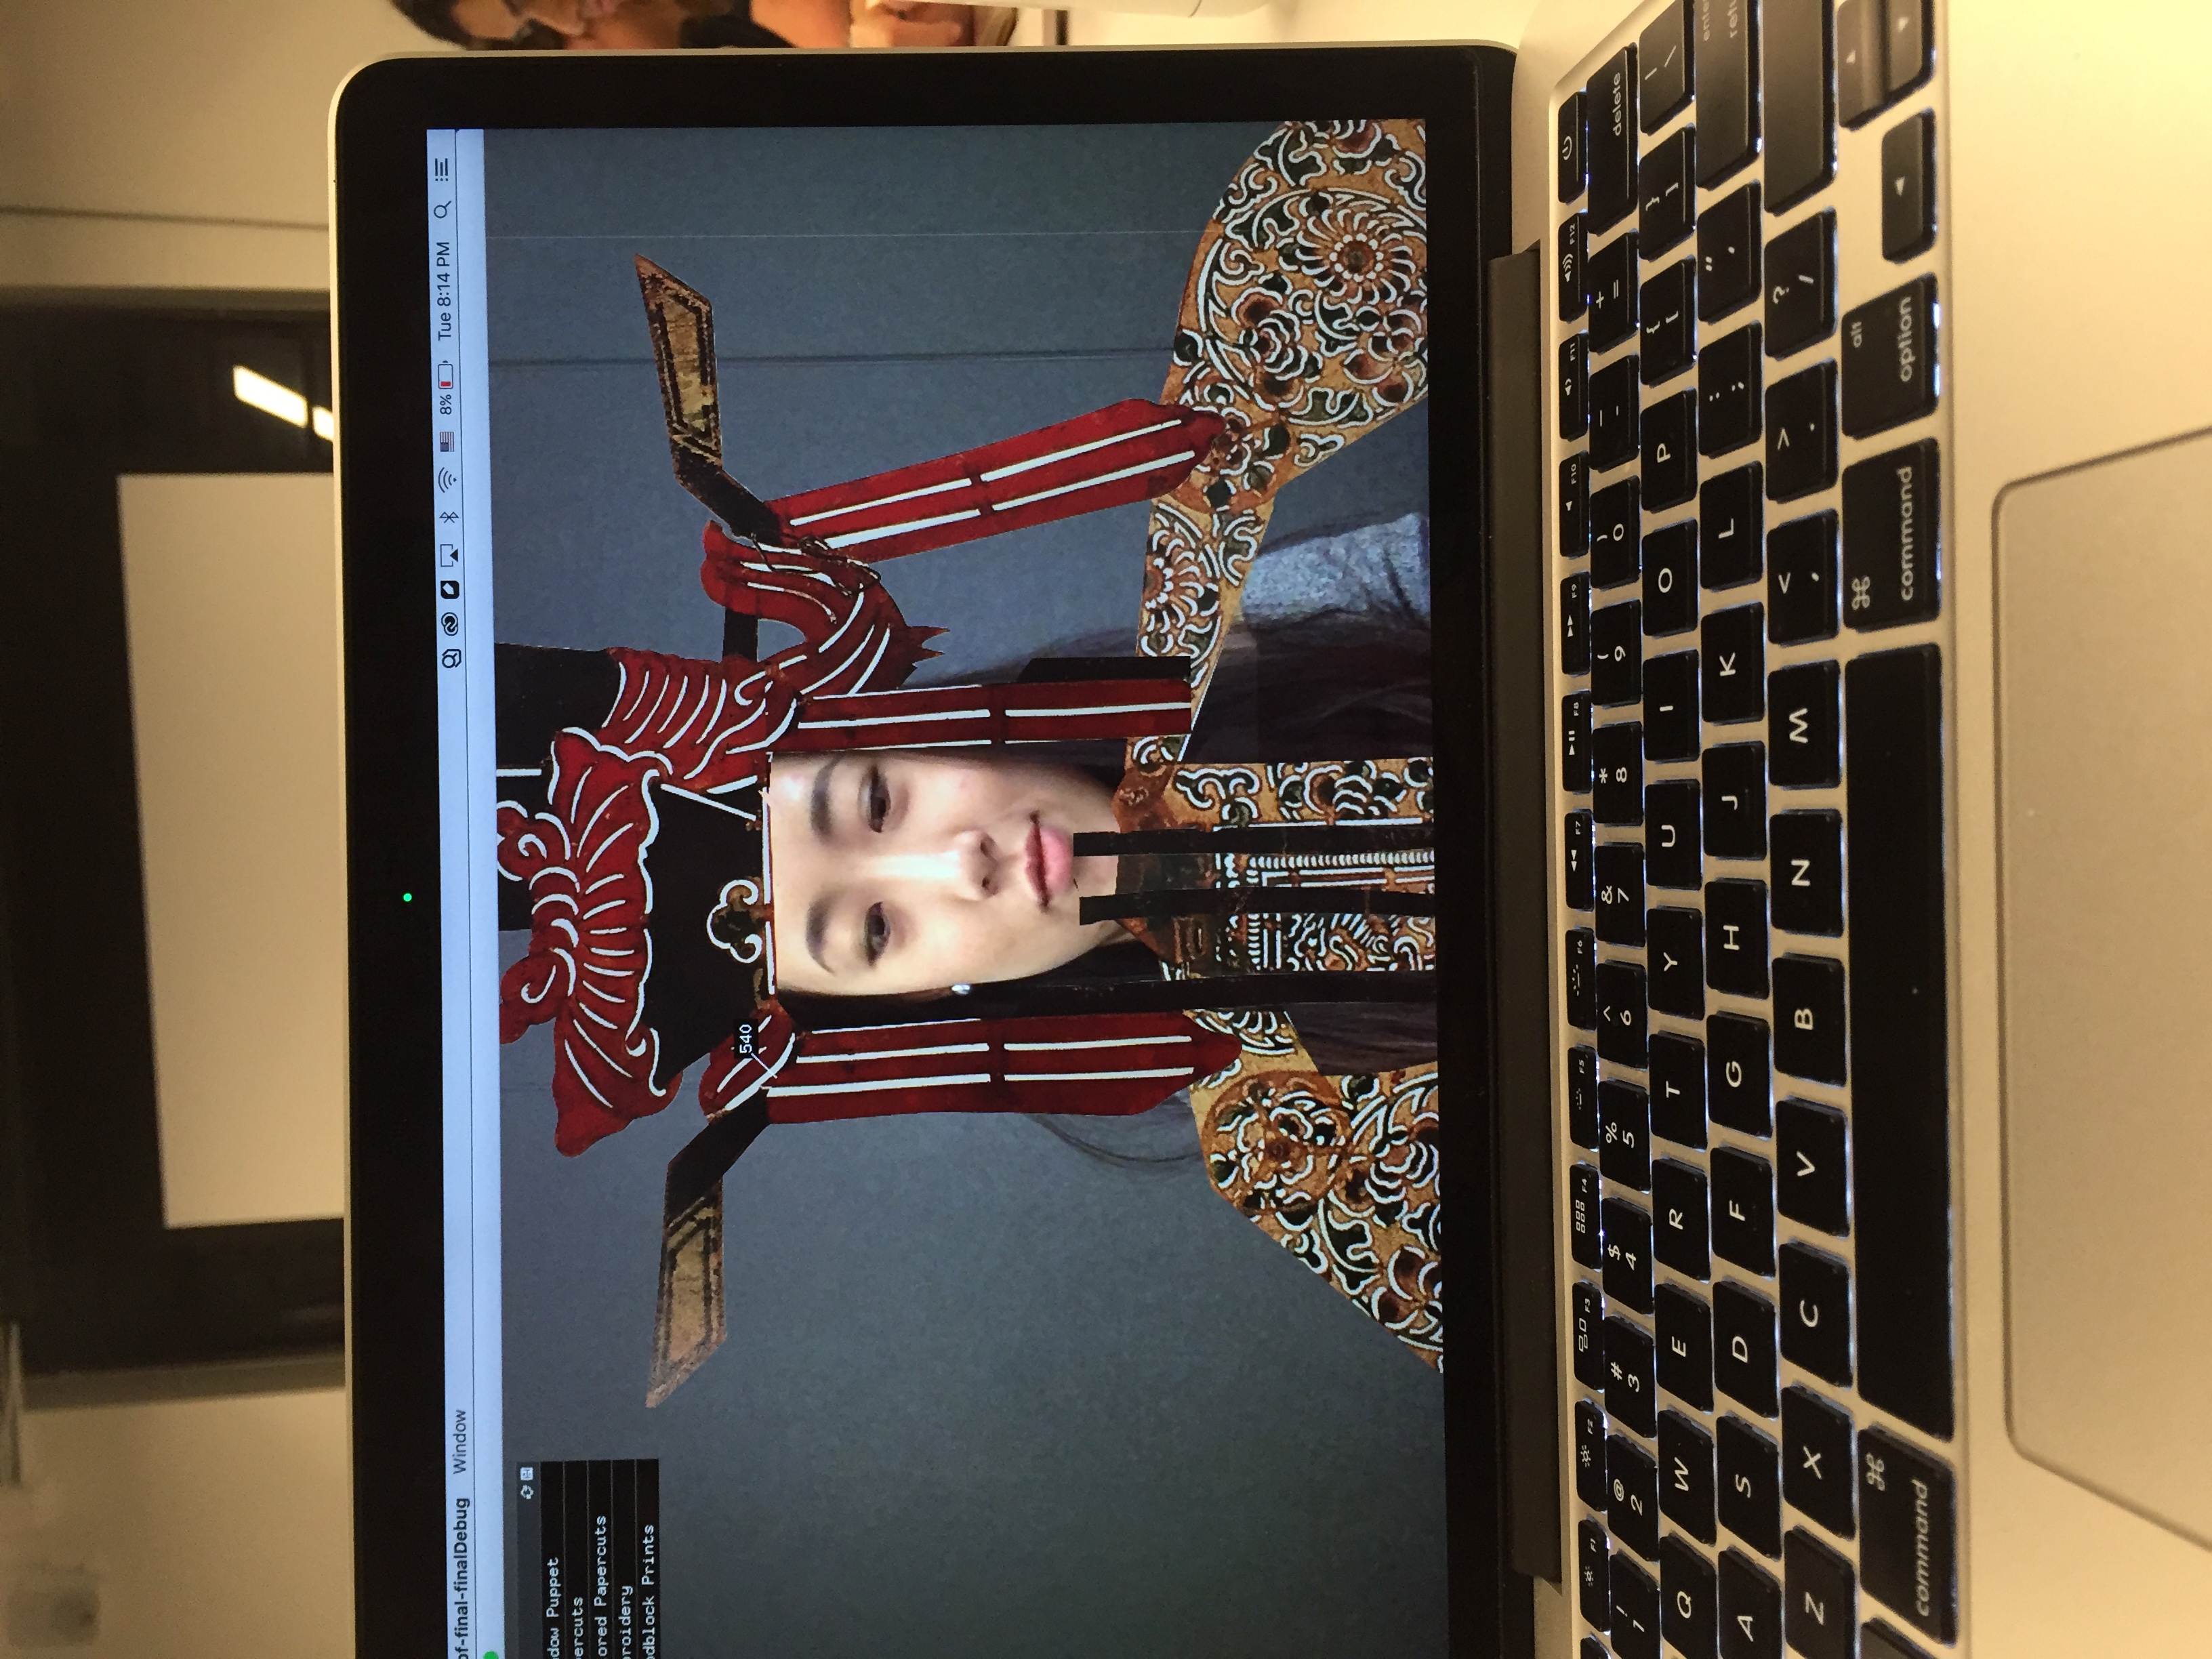 of-final-finalDebug Window 8% Tue 8:14 PM
dow Puppet
ercuts
ored Papercuts
roidery
odblock Prints
540
F1 F2 F3 F4 F5 F6 F7 F8 F9 F10 F11 F12
! @ # $ % ^ & * ( ) _ +
1 2 3 4 5 6 7 8 9 0 - = delete
Q W E R T Y U I O P { [ } ] | \
enter
A S D F G H J K L : ; " ' retu
Z X C V B N M < , > . ? /
alt
command command option